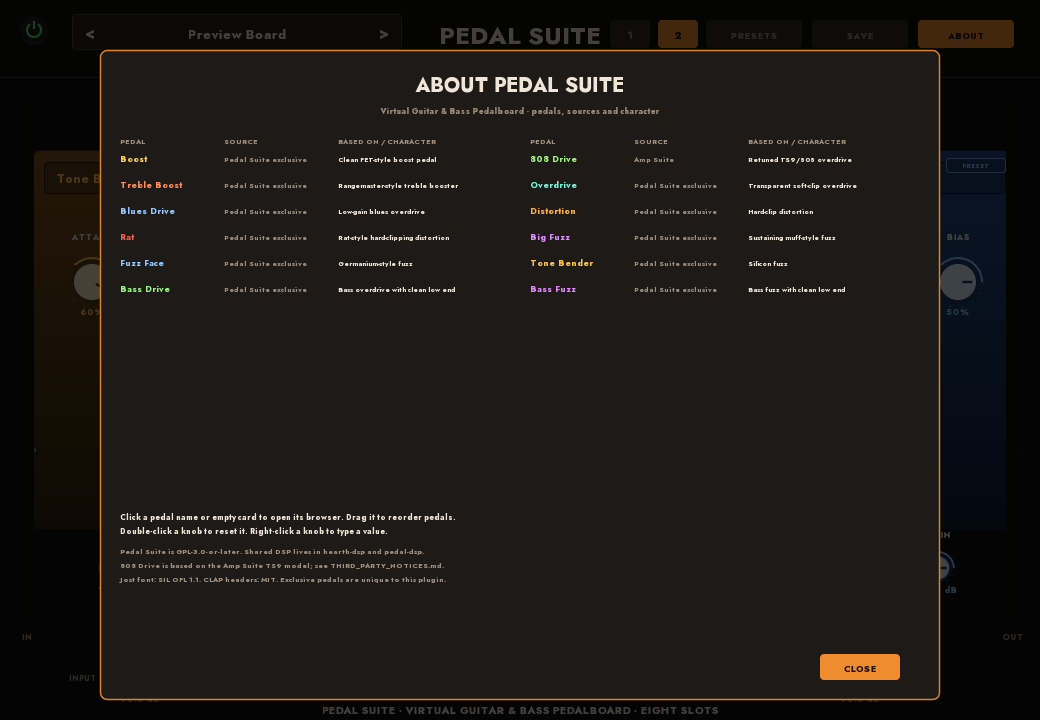 < Preview Board > PEDAL SUITE 1 2 PRESETS SAVE ABOUT
ABOUT PEDAL SUITE
Virtual Guitar & Bass Pedalboard - pedals, sources and character
PEDAL SOURCE BASED ON / CHARACTER PEDAL SOURCE BASED ON / CHARACTER
Boost Pedal Suite exclusive Clean FET-style boost pedal 808 Drive Amp Suite Retuned TS9/808 overdrive
Treble Boost Pedal Suite exclusive Rangemaster-style treble booster Overdrive Pedal Suite exclusive Transparent soft-clip overdrive
Blues Drive Pedal Suite exclusive Low-gain blues overdrive Distortion Pedal Suite exclusive Hard-clip distortion
Rat Pedal Suite exclusive Rat-style hard-clipping distortion Big Fuzz Pedal Suite exclusive Sustaining muff-style fuzz
Fuzz Face Pedal Suite exclusive Germanium-style fuzz Tone Bender Pedal Suite exclusive Silicon fuzz
Bass Drive Pedal Suite exclusive Bass overdrive with clean low end Bass Fuzz Pedal Suite exclusive Bass fuzz with clean low end
Tone B PRESET
ATTA BIAS
60% 50%
Click a pedal name or empty card to open its browser. Drag it to reorder pedals.
Double-click a knob to reset it. Right-click a knob to type a value.
IN
Pedal Suite is GPL-3.0-or-later. Shared DSP lives in hearth-dsp and pedal-dsp.
808 Drive is based on the Amp Suite TS9 model; see THIRD_PARTY_NOTICES.md.
Jost font: SIL OFL 1.1. CLAP headers: MIT. Exclusive pedals are unique to this plugin.
dB
IN OUT
CLOSE
INPUT
PEDAL SUITE · VIRTUAL GUITAR & BASS PEDALBOARD · EIGHT SLOTS